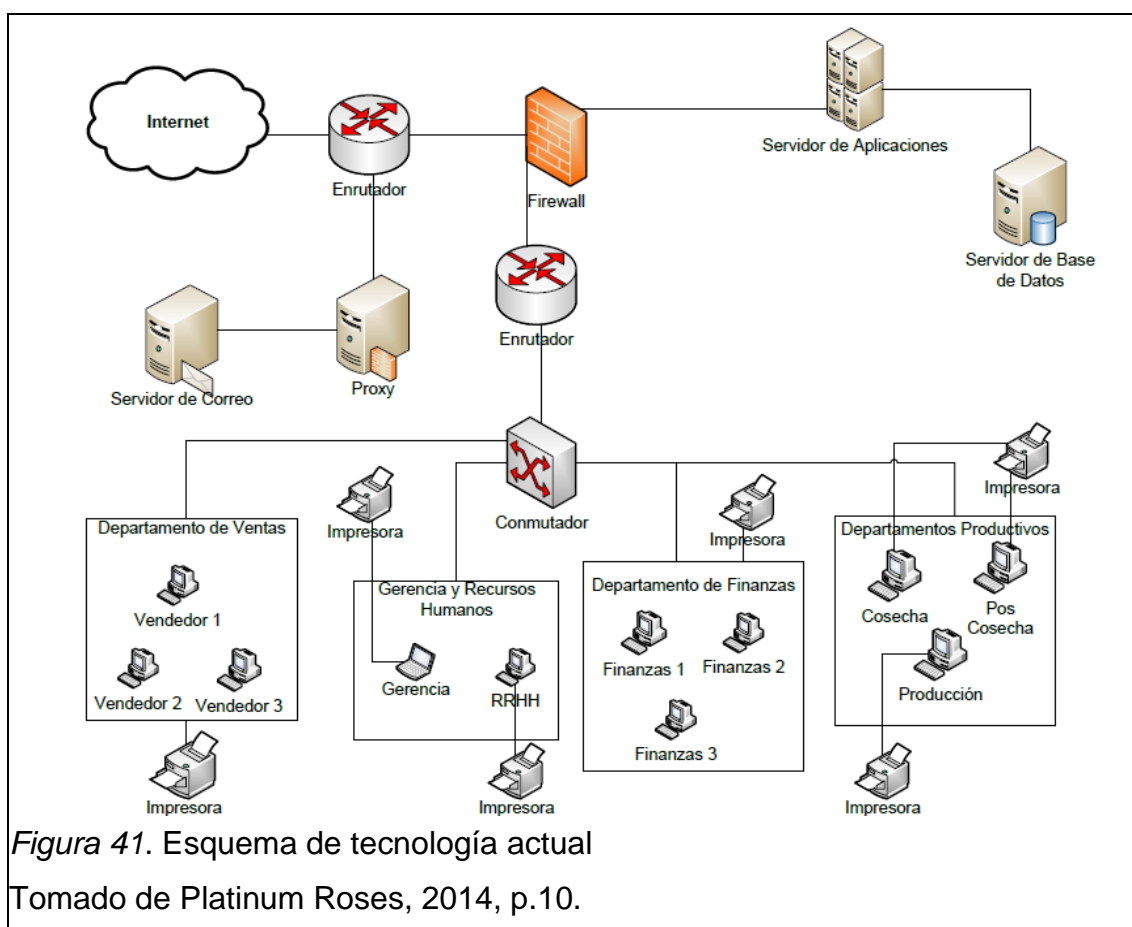 Internet
Enrutador
Firewall
Servidor de Aplicaciones
Servidor de Base
de Datos
Servidor de Correo
Proxy
Enrutador
Conmutador
Impresora
Impresora
Impresora
Departamento de Ventas
Vendedor 1
Vendedor 2
Vendedor 3
Impresora
Gerencia y Recursos
Humanos
Gerencia
RRHH
Impresora
Departamento de Finanzas
Finanzas 1
Finanzas 2
Finanzas 3
Departamentos Productivos
Cosecha
Pos
Cosecha
Producción
Impresora
Figura 41. Esquema de tecnología actual
Tomado de Platinum Roses, 2014, p.10.